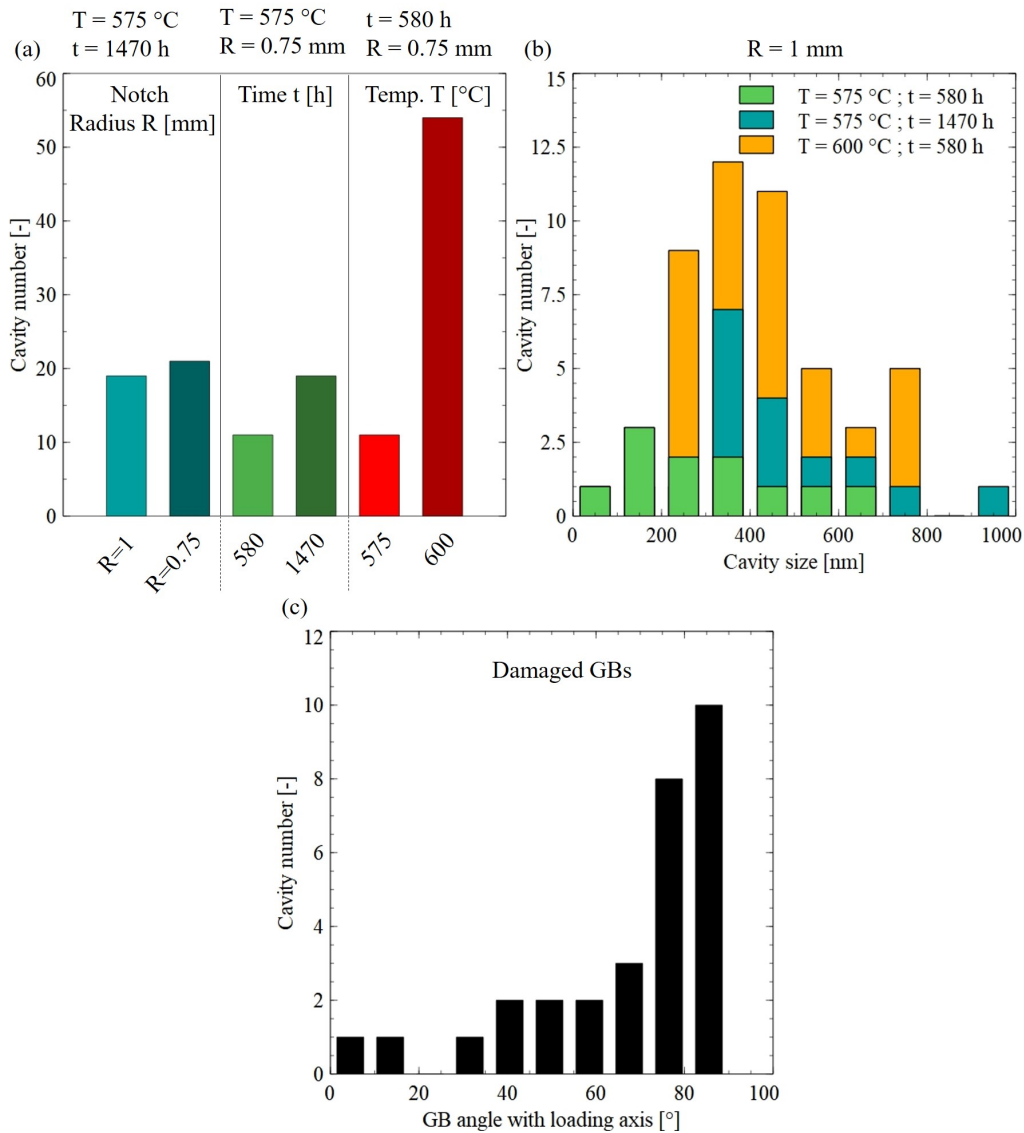 T = 575 °C
t = 1470 h
T = 575 °C
R = 0.75 mm
t = 580 h
R = 0.75 mm
(a)
Notch
Radius R [mm]
Time t [h]
Temp. T [°C]
Cavity number [-]
60
50
40
30
20
10
0
R=1
R=0.75
580
1470
575
600
(b)
R = 1 mm
T = 575 °C ; t = 580 h
T = 575 °C ; t = 1470 h
T = 600 °C ; t = 580 h
Cavity number [-]
15
12.5
10
7.5
5
2.5
0
0
200
400
600
800
1000
Cavity size [nm]
(c)
Damaged GBs
Cavity number [-]
12
10
8
6
4
2
0
0
20
40
60
80
100
GB angle with loading axis [°]